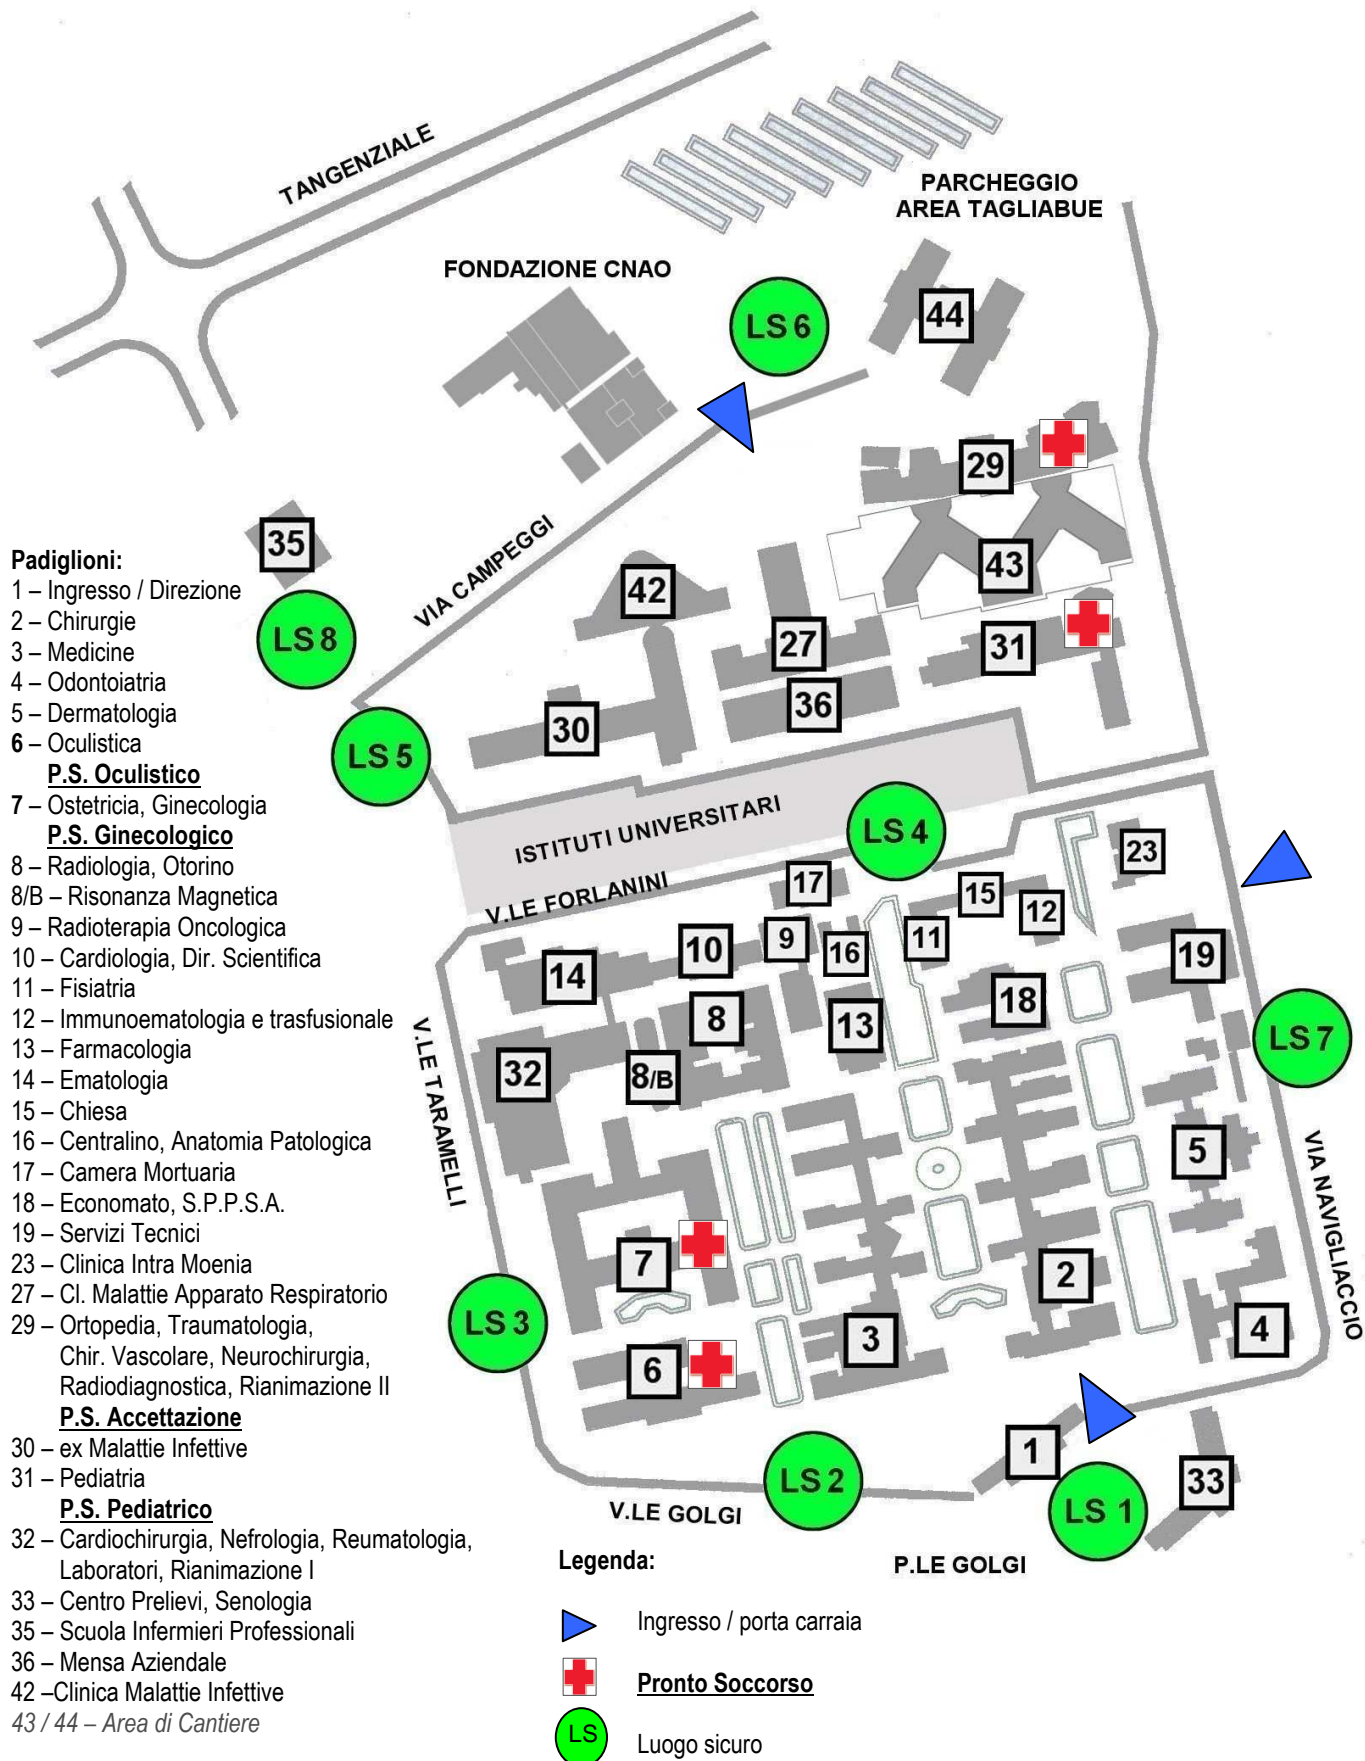 TANGENZIALE
PARCHEGGIO
AREA TAGLIABUE
FONDAZIONE CNAO
LS 6
44
29
35
VIA CAMPEGGI
42
43
LS 8
27
31
36
30
LS 5
ISTITUTI UNIVERSITARI
LS 4
V.LE FORLANINI
23
17
15
12
9
16
11
10
14
19
18
8
13
LS 7
32
8/B
V.LE TARAMELLI
5
VIA NAVIGLIACCIO
7
2
LS 3
3
4
6
1
LS 2
33
LS 1
V.LE GOLGI
P.LE GOLGI
Padiglioni:
1 – Ingresso / Direzione
2 – Chirurgie
3 – Medicine
4 – Odontoiatria
5 – Dermatologia
6 – Oculistica
P.S. Oculistico
7 – Ostetricia, Ginecologia
P.S. Ginecologico
8 – Radiologia, Otorino
8/B – Risonanza Magnetica
9 – Radioterapia Oncologica
10 – Cardiologia, Dir. Scientifica
11 – Fisiatria
12 – Immunoematologia e trasfusionale
13 – Farmacologia
14 – Ematologia
15 – Chiesa
16 – Centralino, Anatomia Patologica
17 – Camera Mortuaria
18 – Economato, S.P.P.S.A.
19 – Servizi Tecnici
23 – Clinica Intra Moenia
27 – Cl. Malattie Apparato Respiratorio
29 – Ortopedia, Traumatologia,
Chir. Vascolare, Neurochirurgia,
Radiodiagnostica, Rianimazione II
P.S. Accettazione
30 – ex Malattie Infettive
31 – Pediatria
P.S. Pediatrico
32 – Cardiochirurgia, Nefrologia, Reumatologia,
Laboratori, Rianimazione I
33 – Centro Prelievi, Senologia
35 – Scuola Infermieri Professionali
36 – Mensa Aziendale
42 –Clinica Malattie Infettive
43 / 44 – Area di Cantiere
Legenda:
Ingresso / porta carraia
Pronto Soccorso
LS
Luogo sicuro